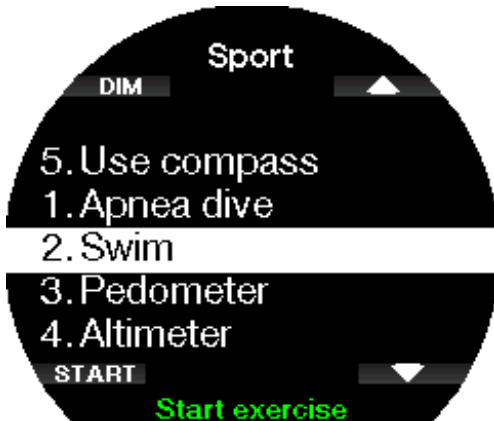 Sport
DIM
5. Use compass
1. Apnea dive
2. Swim
3. Pedometer
4. Altimeter
START
Start exercise